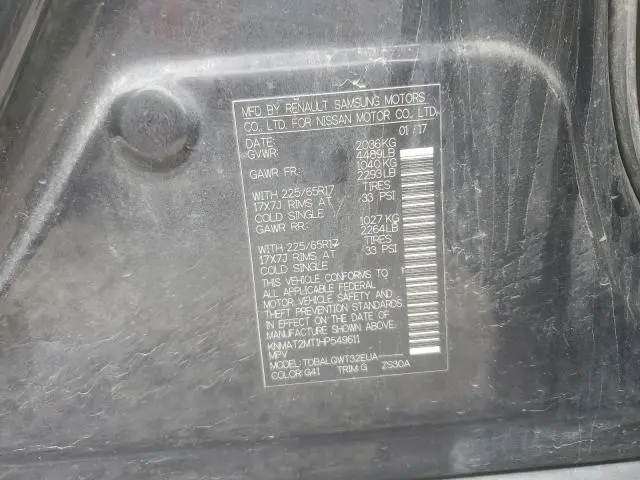 MFD BY RENAULT SAMSUNG MOTORS
CO., LTD. FOR NISSAN MOTOR CO., LTD.
DATE: 01/17
GVWR: 2036KG
4489LB
GAWR FR: 1040KG
2293LB
WITH 225/65R17 TIRES
17X7J RIMS AT 33 PSI
COLD SINGLE
GAWR RR: 1027 KG
2264LB
WITH 225/65R17 TIRES
17X7J RIMS AT 33 PSI
COLD SINGLE
THIS VEHICLE CONFORMS TO
ALL APPLICABLE FEDERAL
MOTOR VEHICLE SAFETY AND
THEFT PREVENTION STANDARDS
IN EFFECT ON THE DATE OF
MANUFACTURE SHOWN ABOVE.
KNMAT2MT1HP549611
MPV
MODEL: TDBALGWT32EUA
COLOR G41 TRIM G ZS30A